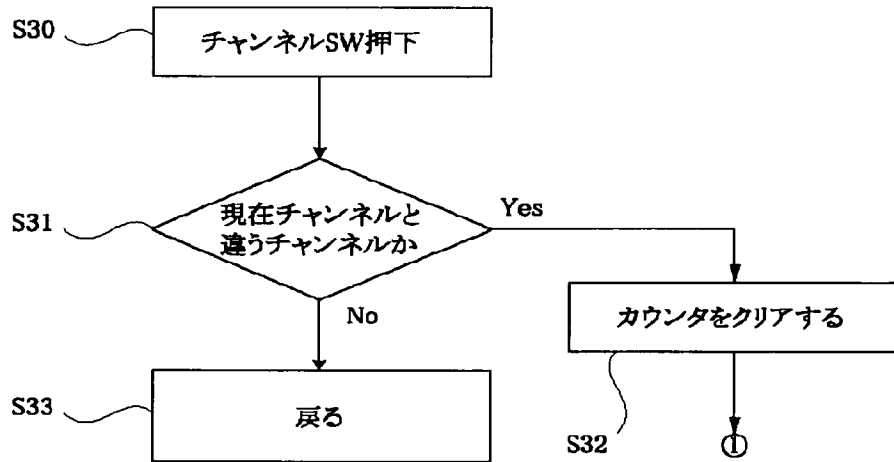 S30
チャンネルSW押下
S31
現在チャンネルと
違うチャンネルか
Yes
No
カウンタをクリアする
S33
戻る
S32
①